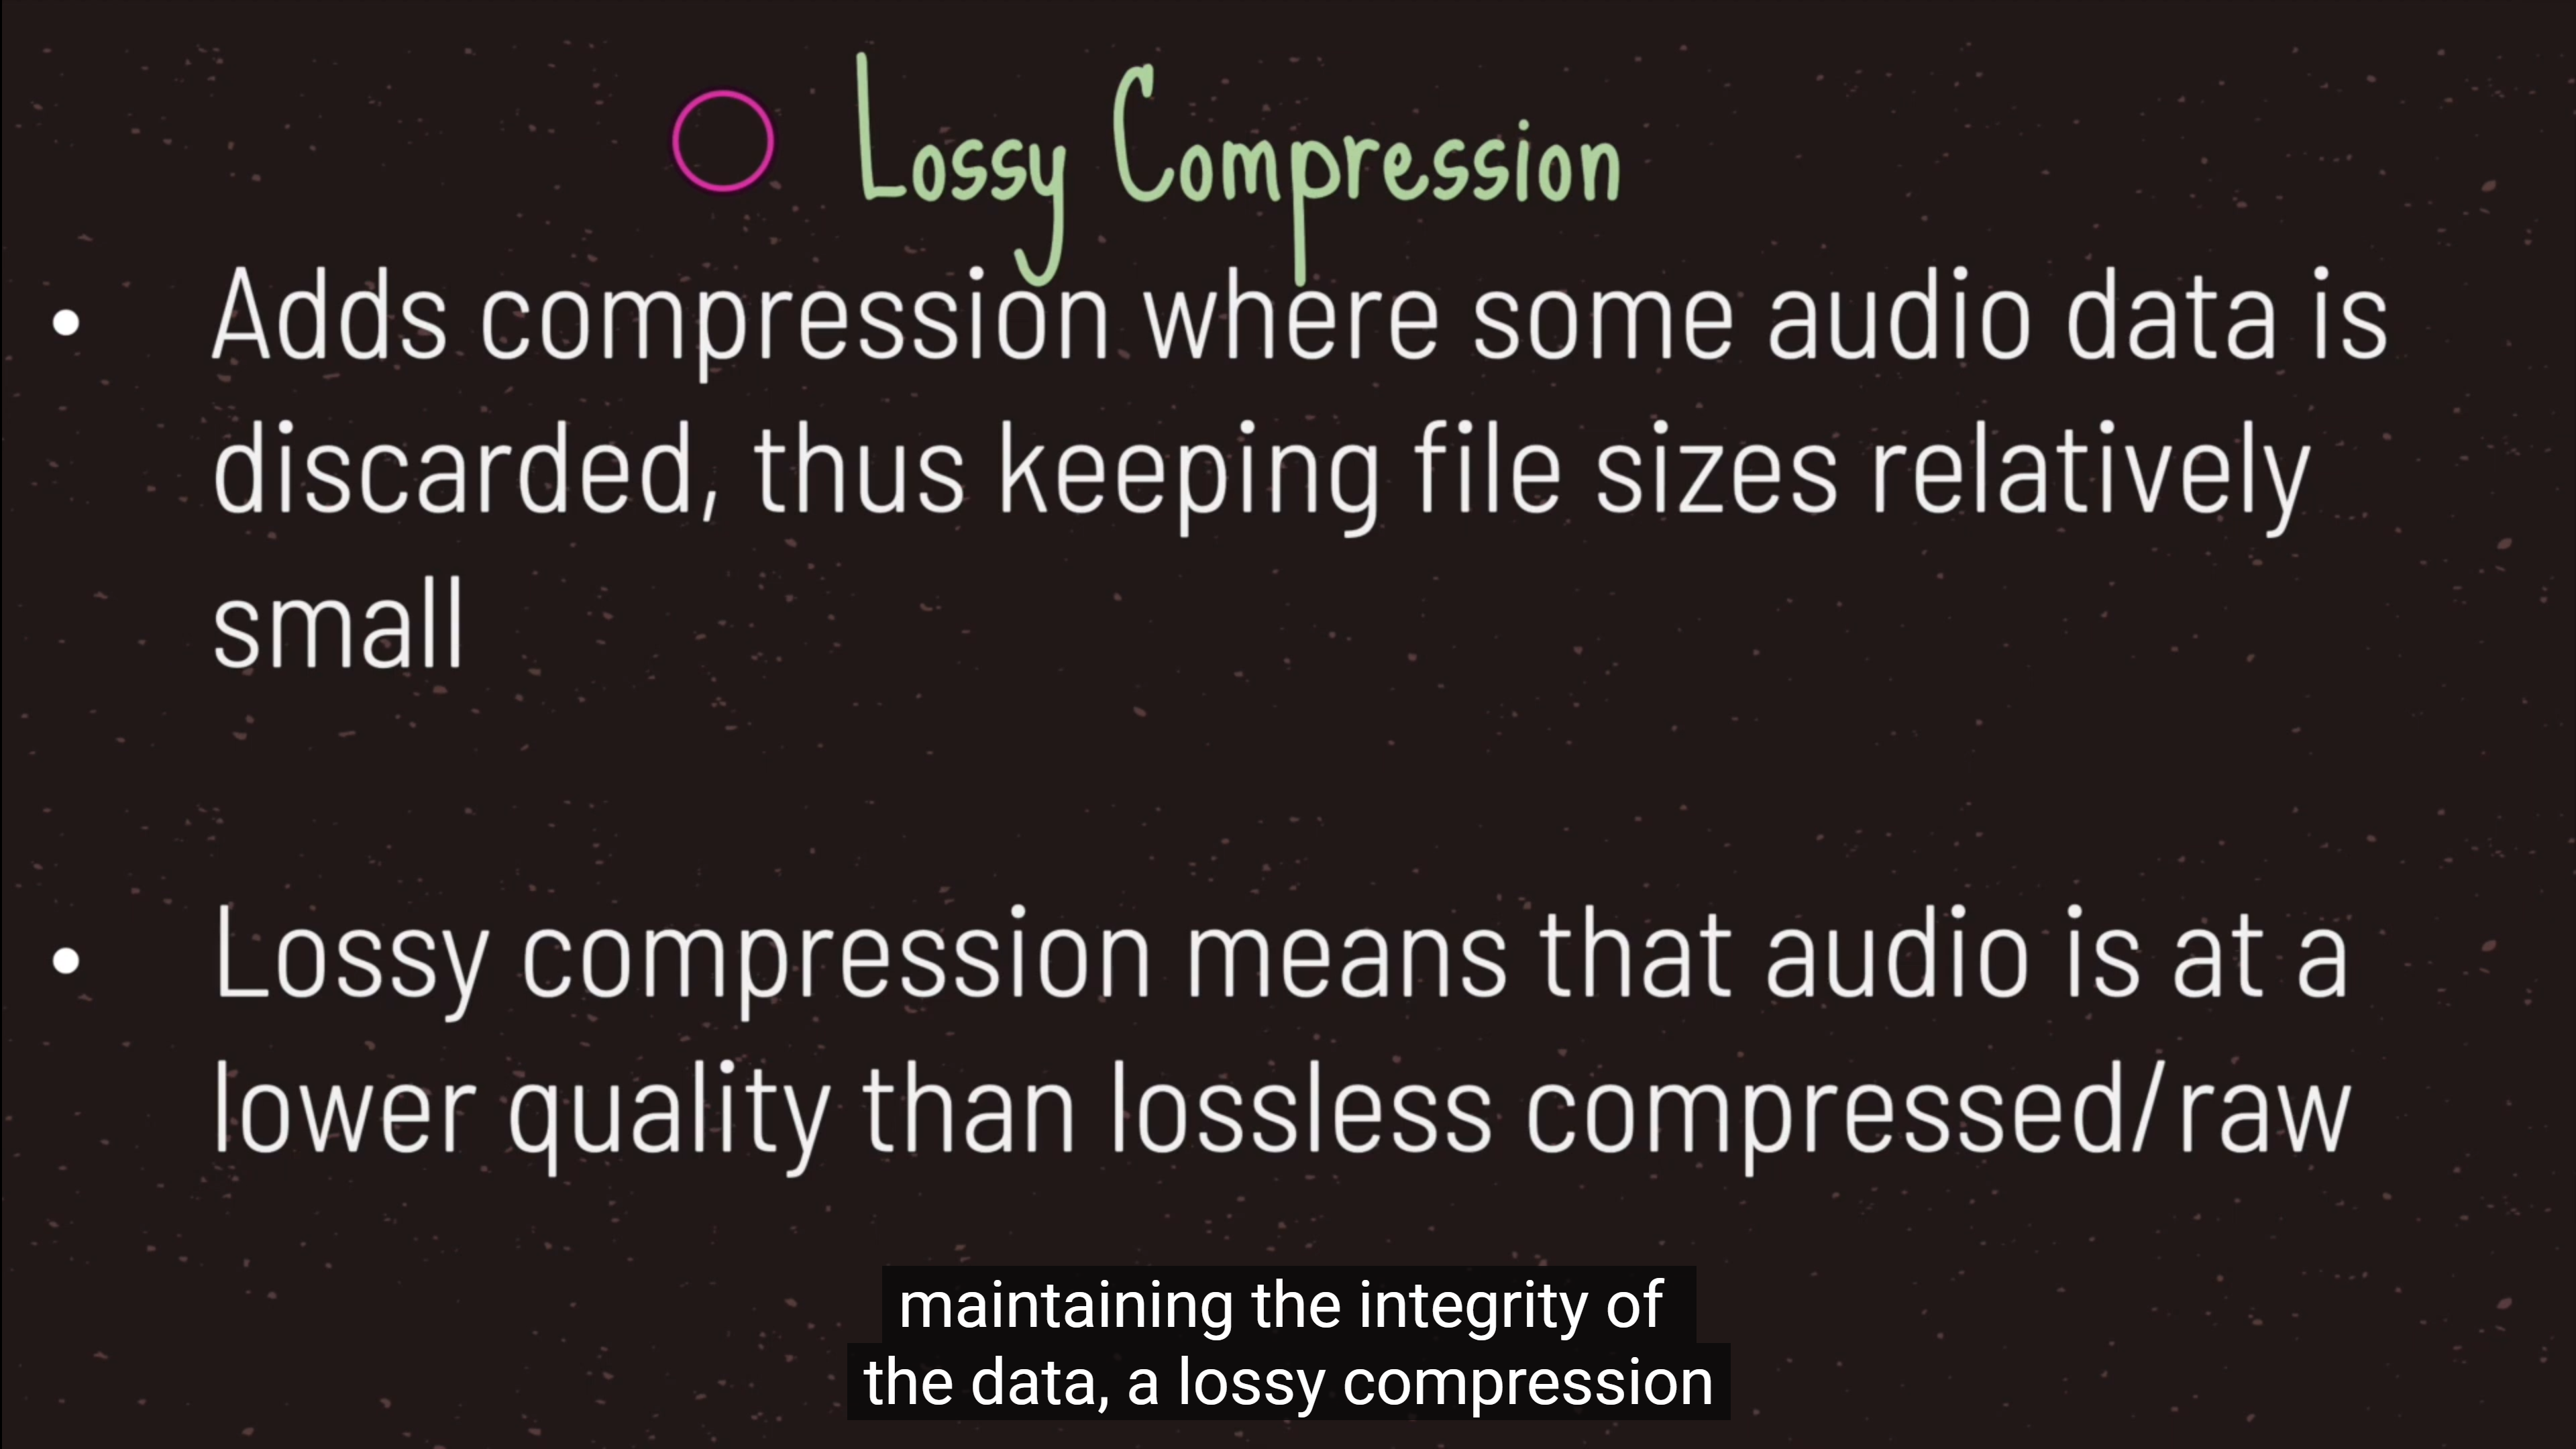 Lossy Compression
• Adds compression where some audio data is
discarded, thus keeping file sizes relatively
small
• Lossy compression means that audio is at a
lower quality than lossless compressed/raw
maintaining the integrity of
the data, a lossy compression